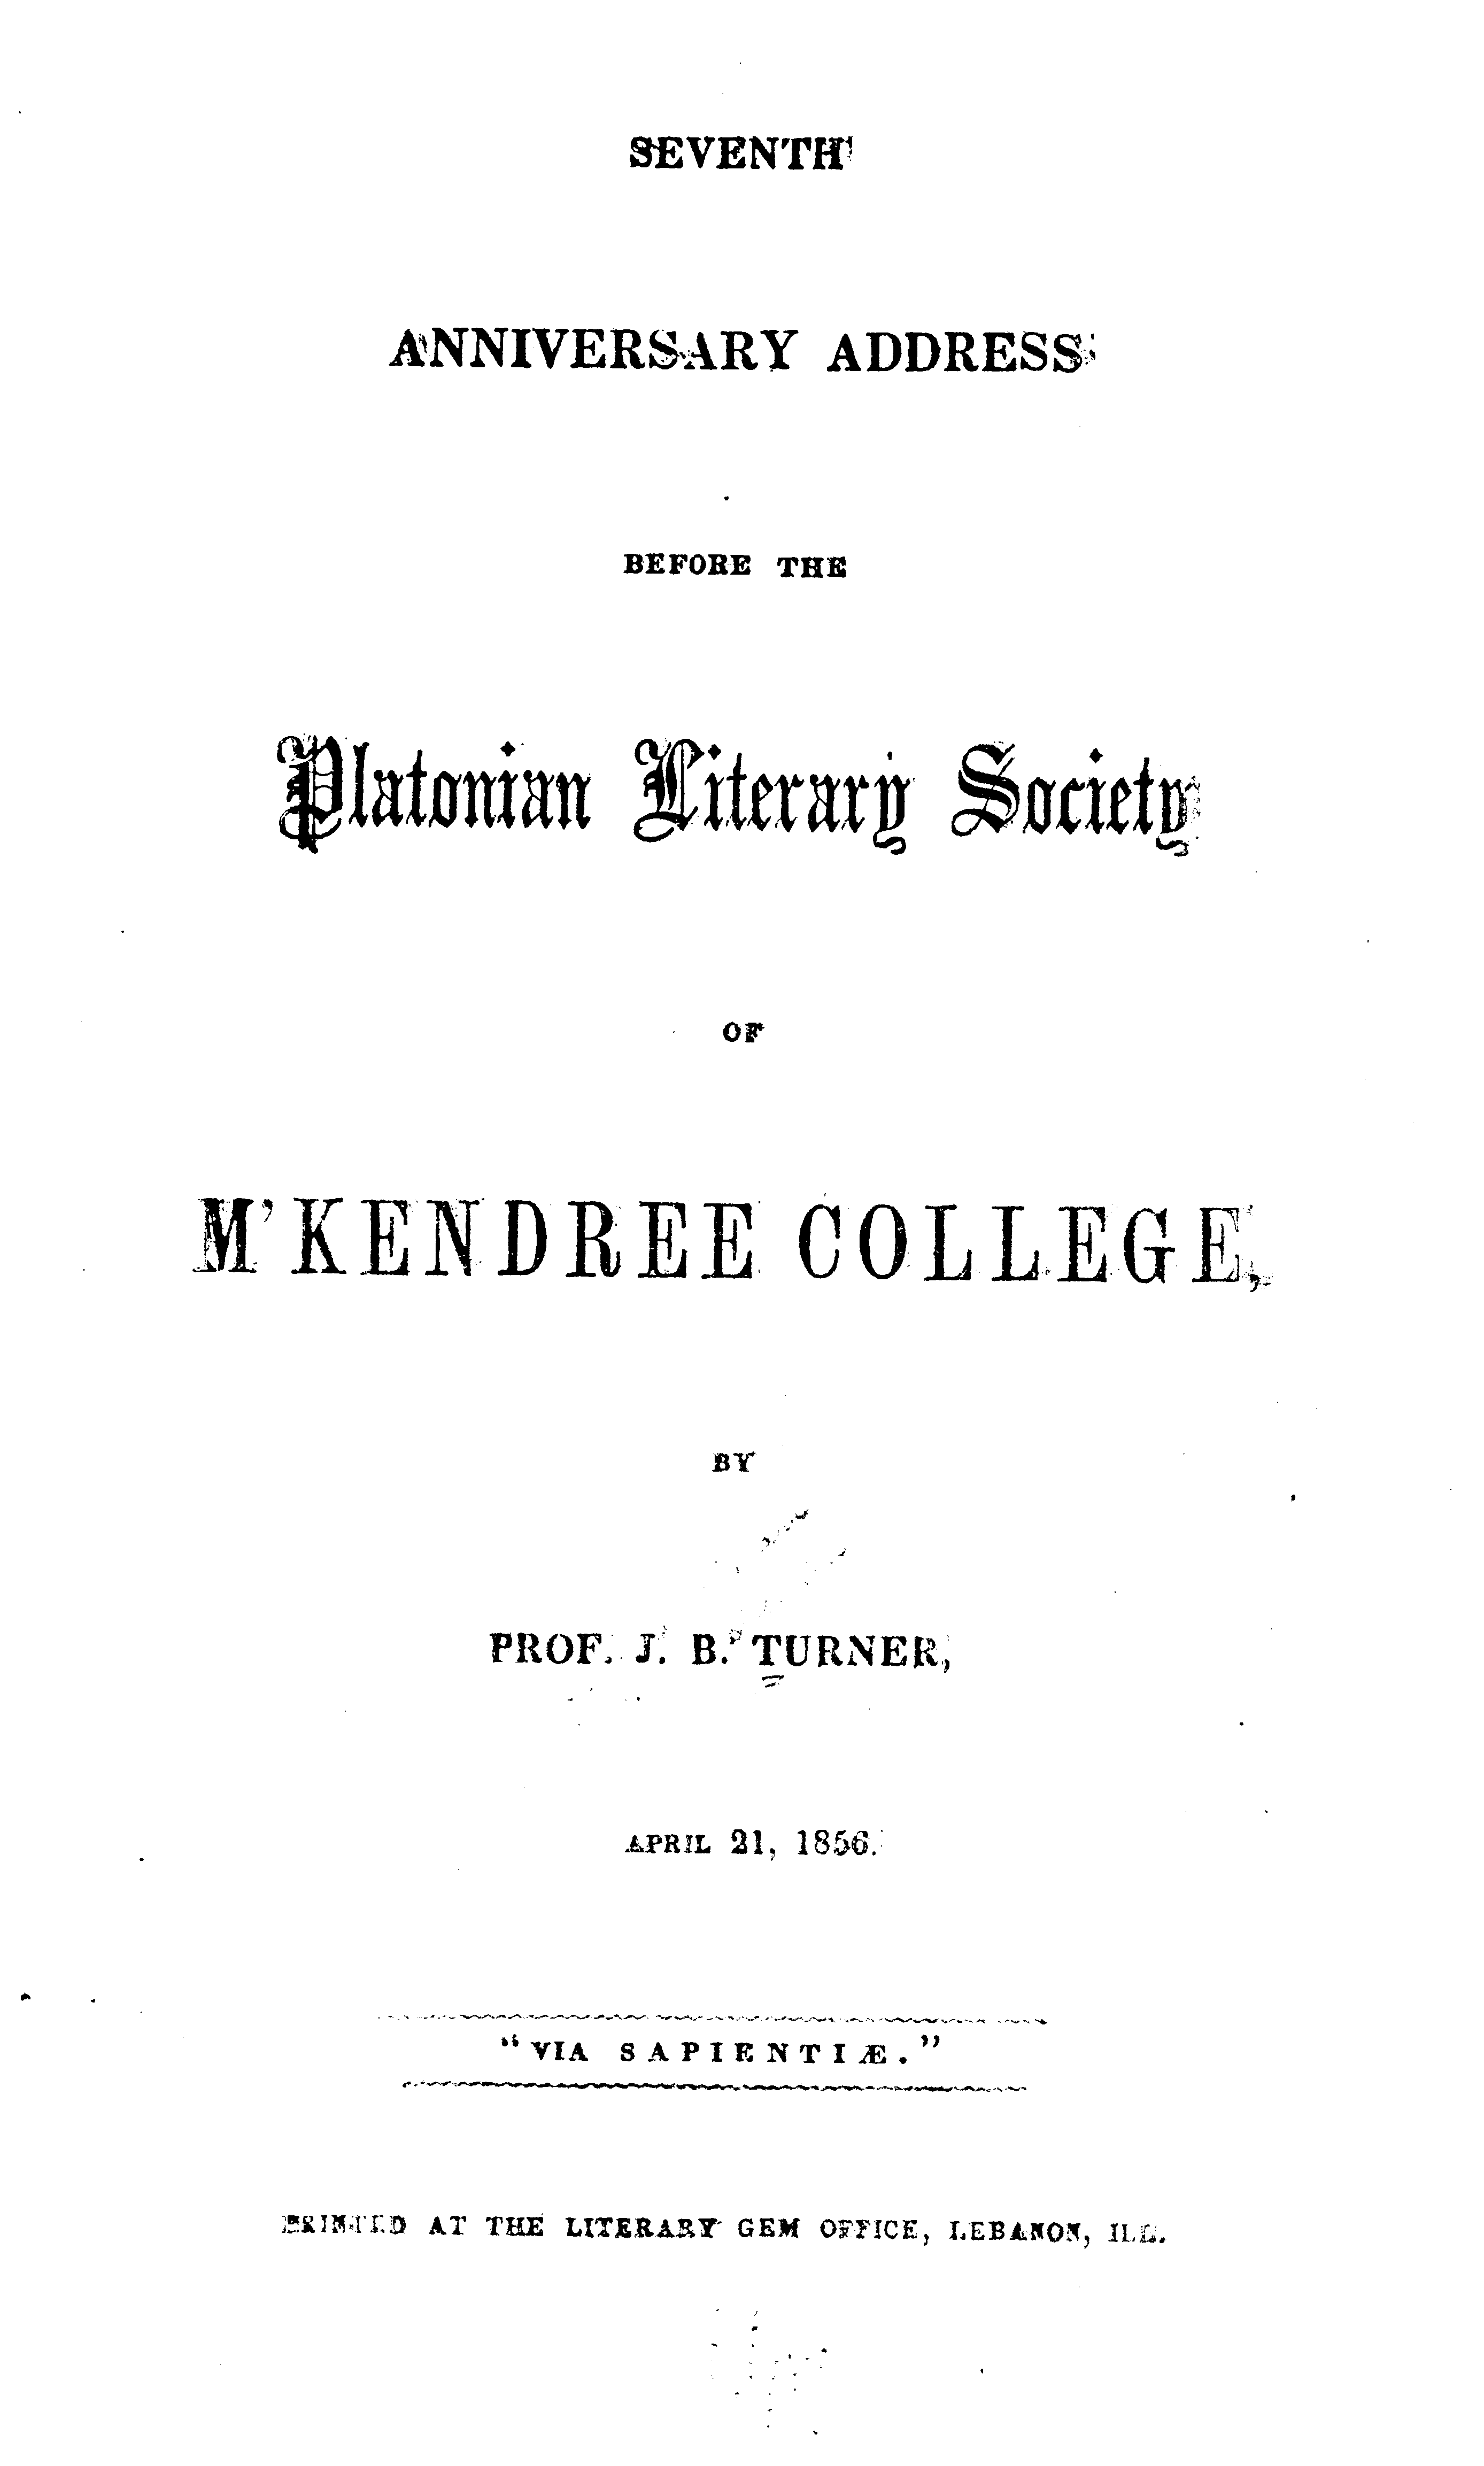 SEVENTH
ANNIVERSARY ADDRESS
BEFORE THE
Platonian Literary Society
OF
M'KENDREE COLLEGE,
BY
PROF. J. B. TURNER,
APRIL 21, 1856.
"VIA SAPIENTIÆ."
PRINTED AT THE LITERARY GEM OFFICE, LEBANON, ILL.